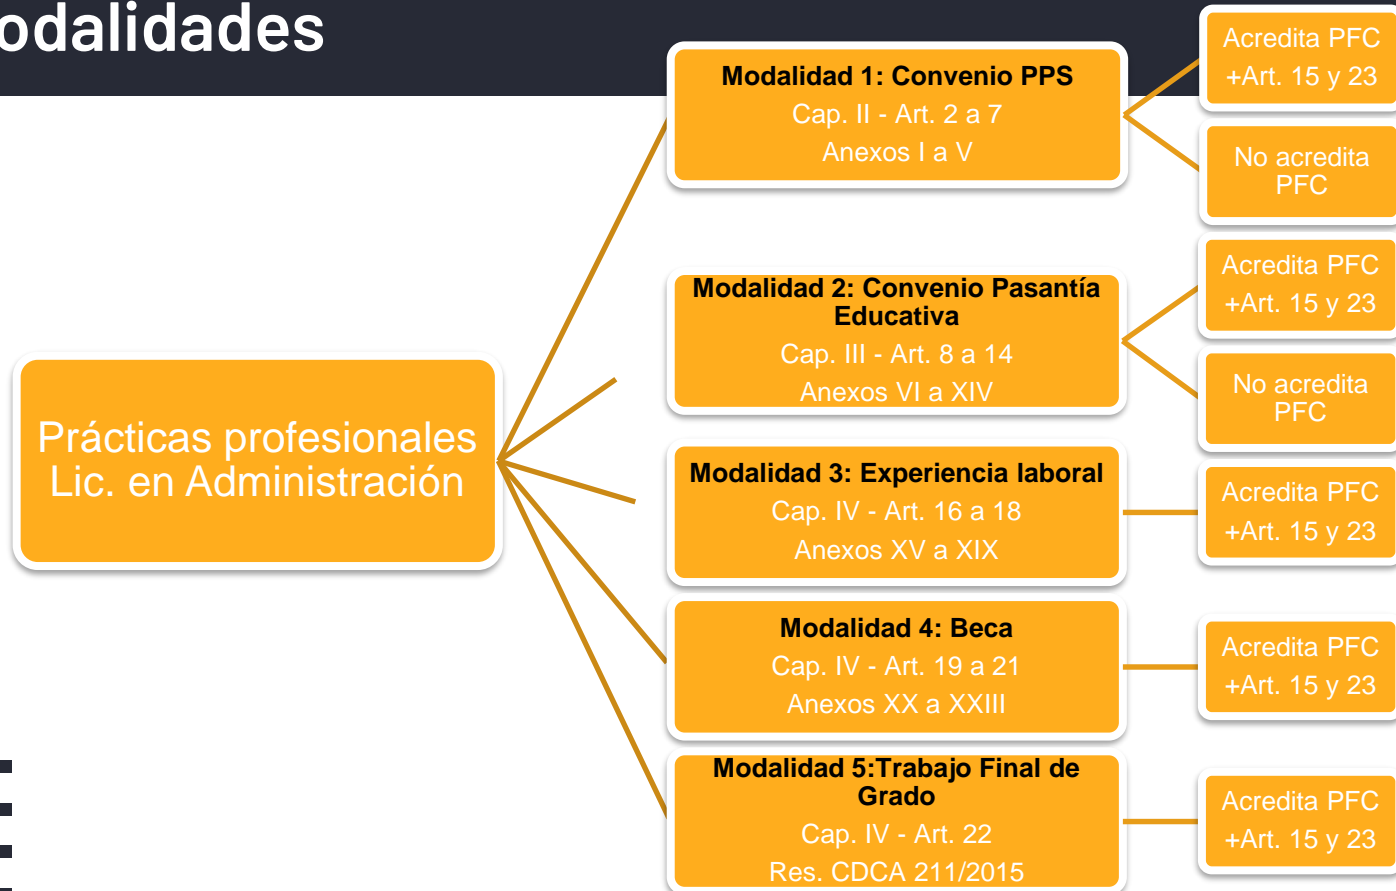 odalidades
Prácticas profesionales
Lic. en Administración
Modalidad 1: Convenio PPS
Cap. II - Art. 2 a 7
Anexos I a V
Acredita PFC
+Art. 15 y 23
No acredita
PFC
Modalidad 2: Convenio Pasantía
Educativa
Cap. III - Art. 8 a 14
Anexos VI a XIV
Acredita PFC
+Art. 15 y 23
No acredita
PFC
Modalidad 3: Experiencia laboral
Cap. IV - Art. 16 a 18
Anexos XV a XIX
Acredita PFC
+Art. 15 y 23
Modalidad 4: Beca
Cap. IV - Art. 19 a 21
Anexos XX a XXIII
Acredita PFC
+Art. 15 y 23
Modalidad 5:Trabajo Final de
Grado
Cap. IV - Art. 22
Res. CDCA 211/2015
Acredita PFC
+Art. 15 y 23